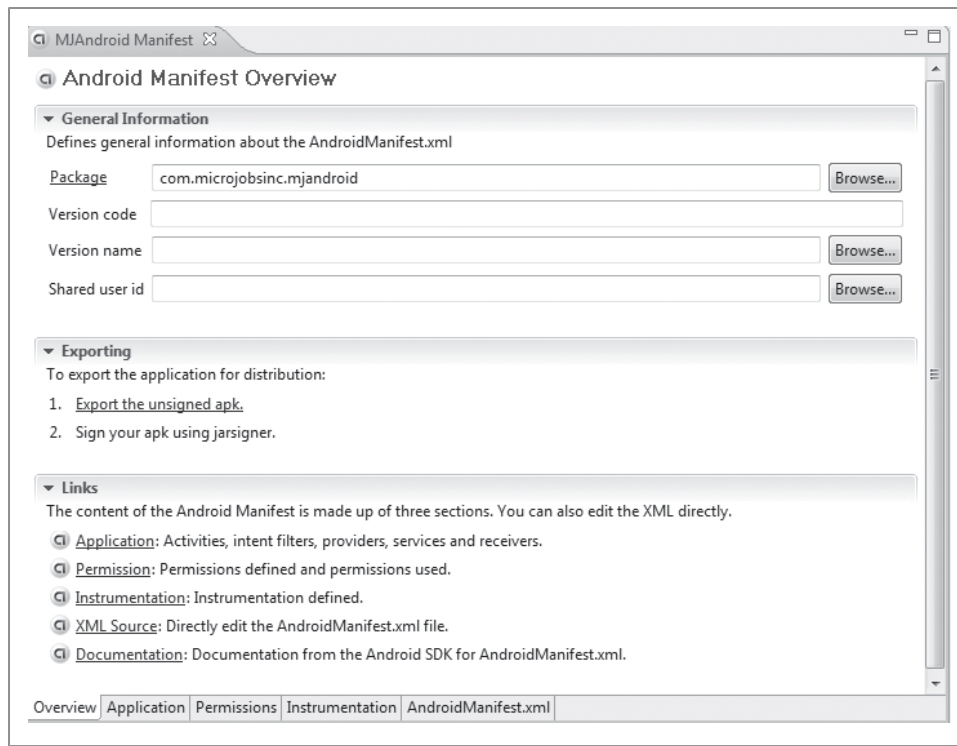 MJAndroid Manifest
Android Manifest Overview
General Information
Defines general information about the AndroidManifest.xml
Package com.microjobsinc.mjandroid Browse...
Version code
Version name Browse...
Shared user id Browse...
Exporting
To export the application for distribution:
1. Export the unsigned apk.
2. Sign your apk using jarsigner.
Links
The content of the Android Manifest is made up of three sections. You can also edit the XML directly.
Application: Activities, intent filters, providers, services and receivers.
Permission: Permissions defined and permissions used.
Instrumentation: Instrumentation defined.
XML Source: Directly edit the AndroidManifest.xml file.
Documentation: Documentation from the Android SDK for AndroidManifest.xml.
Overview Application Permissions Instrumentation AndroidManifest.xml